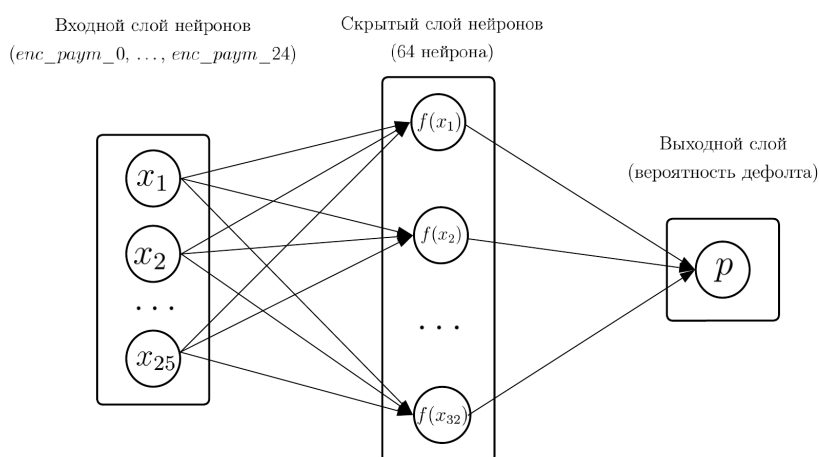 Входной слой нейронов
(enc_paym_0, ..., enc_paym_24)
Скрытый слой нейронов
(64 нейрона)
Выходной слой
(вероятность дефолта)
x₁
x₂
...
x₂₅
f(x₁)
f(x₂)
...
f(x₃₂)
p